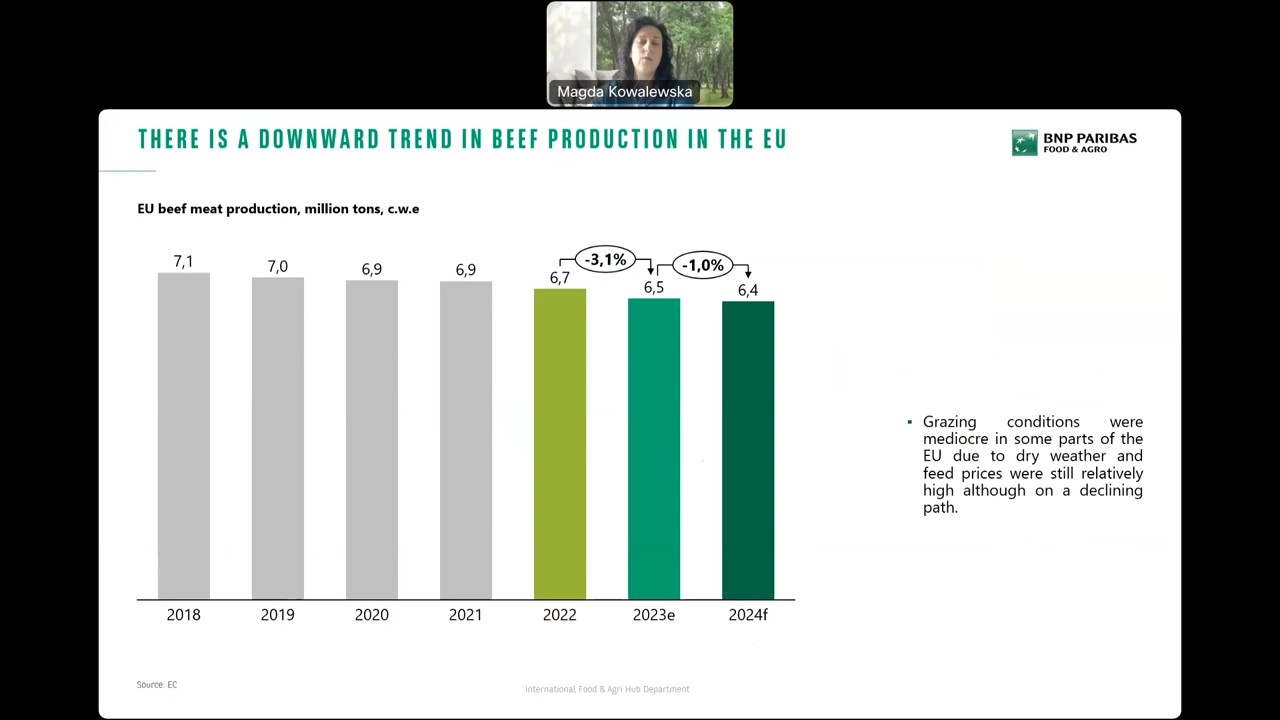 Magda Kowalewska
THERE IS A DOWNWARD TREND IN BEEF PRODUCTION IN THE EU
BNP PARIBAS
FOOD & AGRO
EU beef meat production, million tons, c.w.e
-3,1%
-1,0%
7,1
7,0
6,9
6,9
6,7
6,5
6,4
Grazing conditions were
mediocre in some parts of the
EU due to dry weather and
feed prices were still relatively
high although on a declining
path.
2018
2019
2020
2021
2022
2023e
2024f
Source: EC
International Food & Agri Hub Department